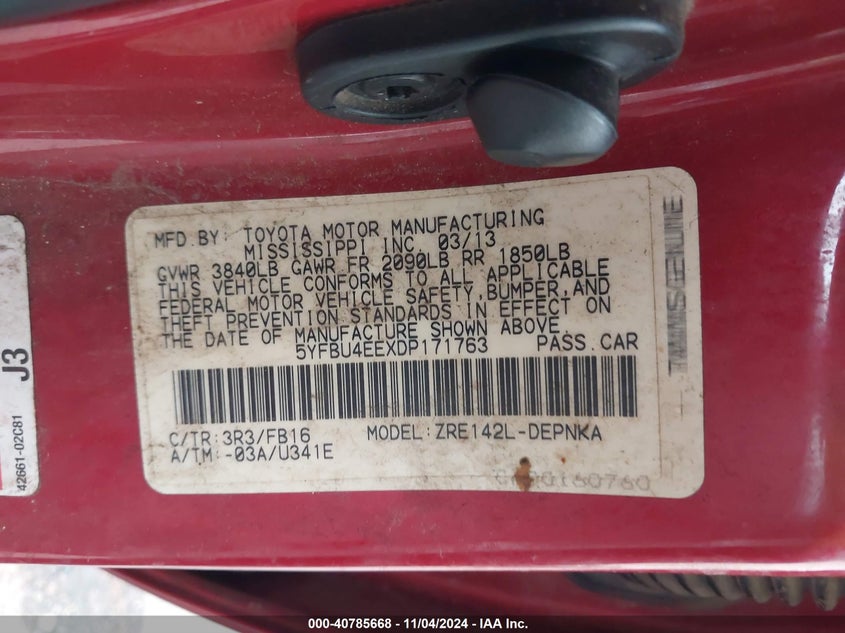 MFD.BY: TOYOTA MOTOR MANUFACTURING
MISSISSIPPI INC. 03/13
GVWR 3840LB GAWR FR 2090LB RR 1850LB
THIS VEHICLE CONFORMS TO ALL APPLICABLE
FEDERAL MOTOR VEHICLE SAFETY,BUMPER,AND
THEFT PREVENTION STANDARDS IN EFFECT ON
THE DATE OF MANUFACTURE SHOWN ABOVE.
5YFBU4EEXDP171763 PASS.CAR
C/TR:3R3/FB16 MODEL:ZRE142L-DEPNKA
A/TM:-03A/U341E
J3
42661-02C81
000-40785668 - 11/04/2024 - IAA Inc.